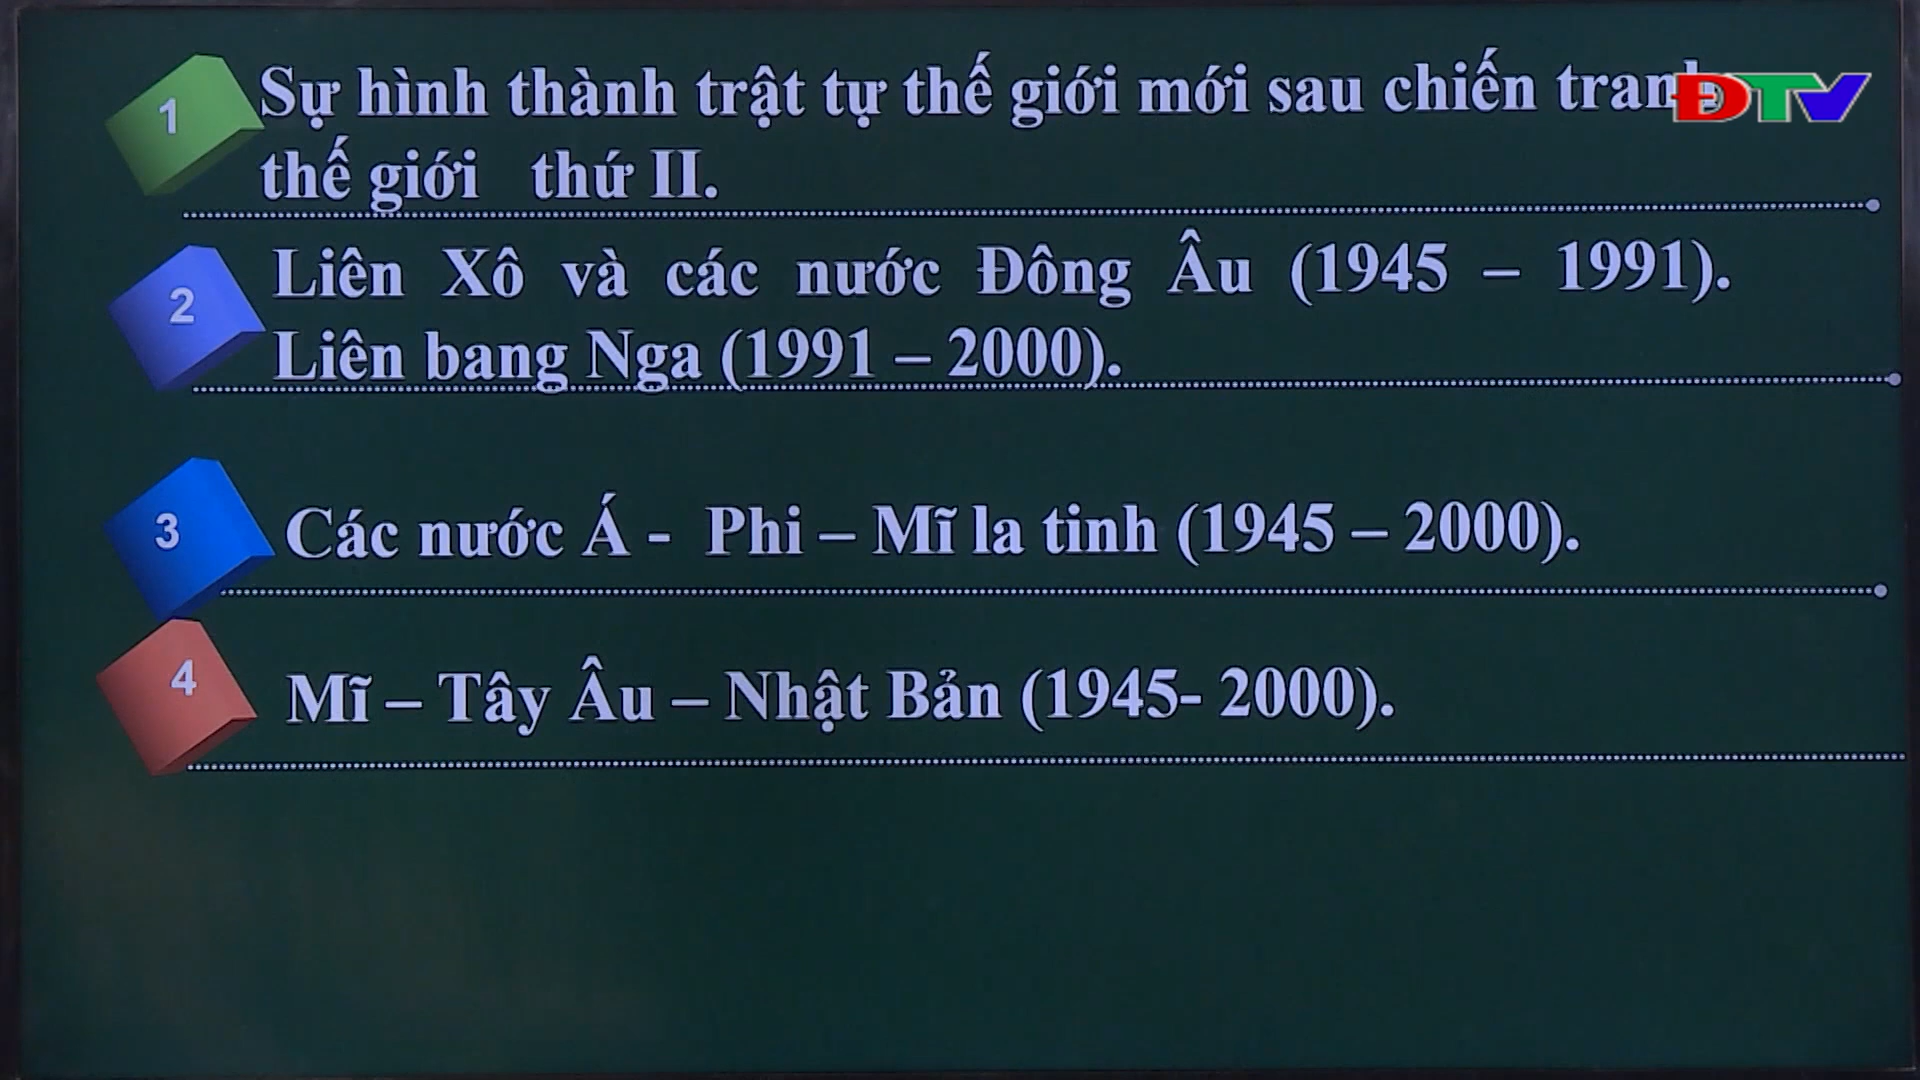 1 Sự hình thành trật tự thế giới mới sau chiến tranh
ĐTV
thế giới thứ II.
2 Liên Xô và các nước Đông Âu (1945 – 1991).
Liên bang Nga (1991 – 2000).
3 Các nước Á - Phi – Mĩ la tinh (1945 – 2000).
4 Mĩ – Tây Âu – Nhật Bản (1945- 2000).